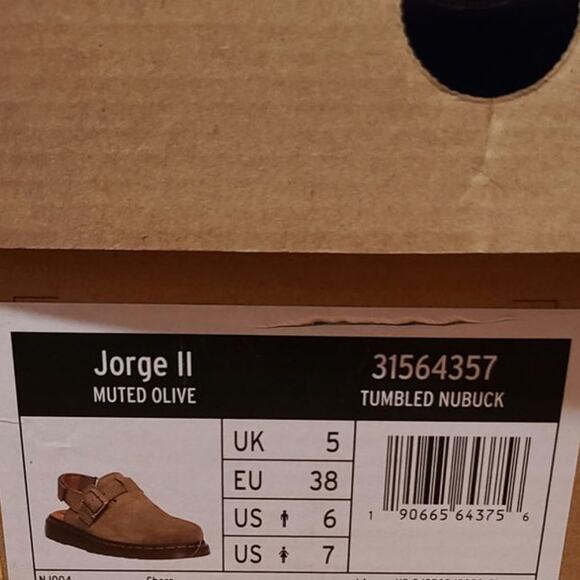 Jorge II
MUTED OLIVE
31564357
TUMBLED NUBUCK
UK 5
EU 38
US 6
US 7
1 90665 64375 6